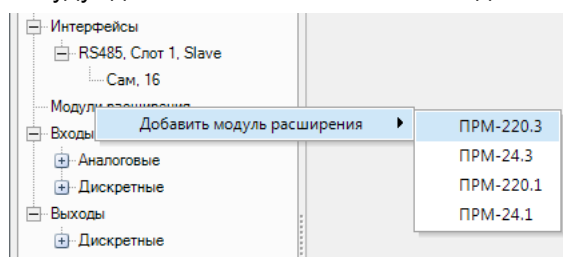 Интерфейсы
RS485, Слот 1, Slave
Сам, 16
Модули расширения
Добавить модуль расширения
ПРМ-220.3
ПРМ-24.3
ПРМ-220.1
ПРМ-24.1
Входы
Аналоговые
Дискретные
Выходы
Дискретные